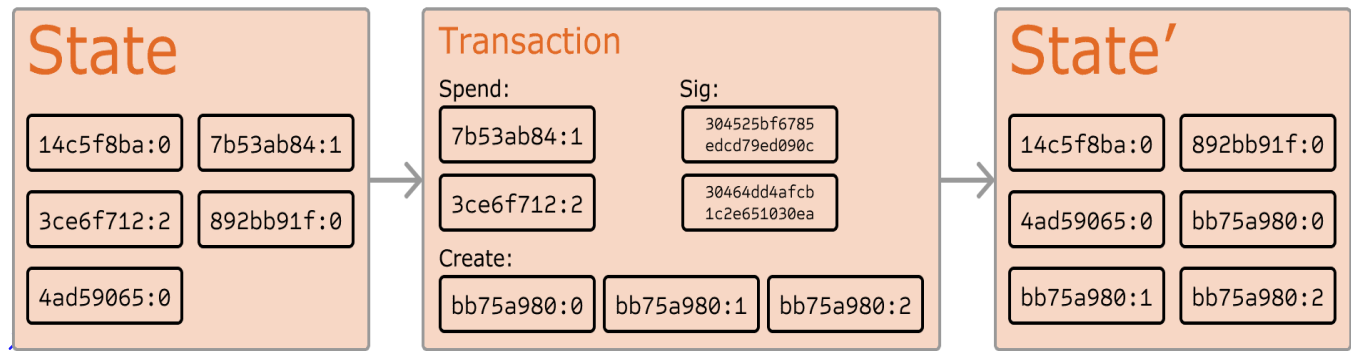 State
14c5f8ba:0 7b53ab84:1
3ce6f712:2 892bb91f:0
4ad59065:0
Transaction
Spend: Sig:
7b53ab84:1
304525bf6785
edcd79ed090c
3ce6f712:2
30464dd4afcb
1c2e651030ea
Create:
bb75a980:0 bb75a980:1 bb75a980:2
State’
14c5f8ba:0 892bb91f:0
4ad59065:0 bb75a980:0
bb75a980:1 bb75a980:2